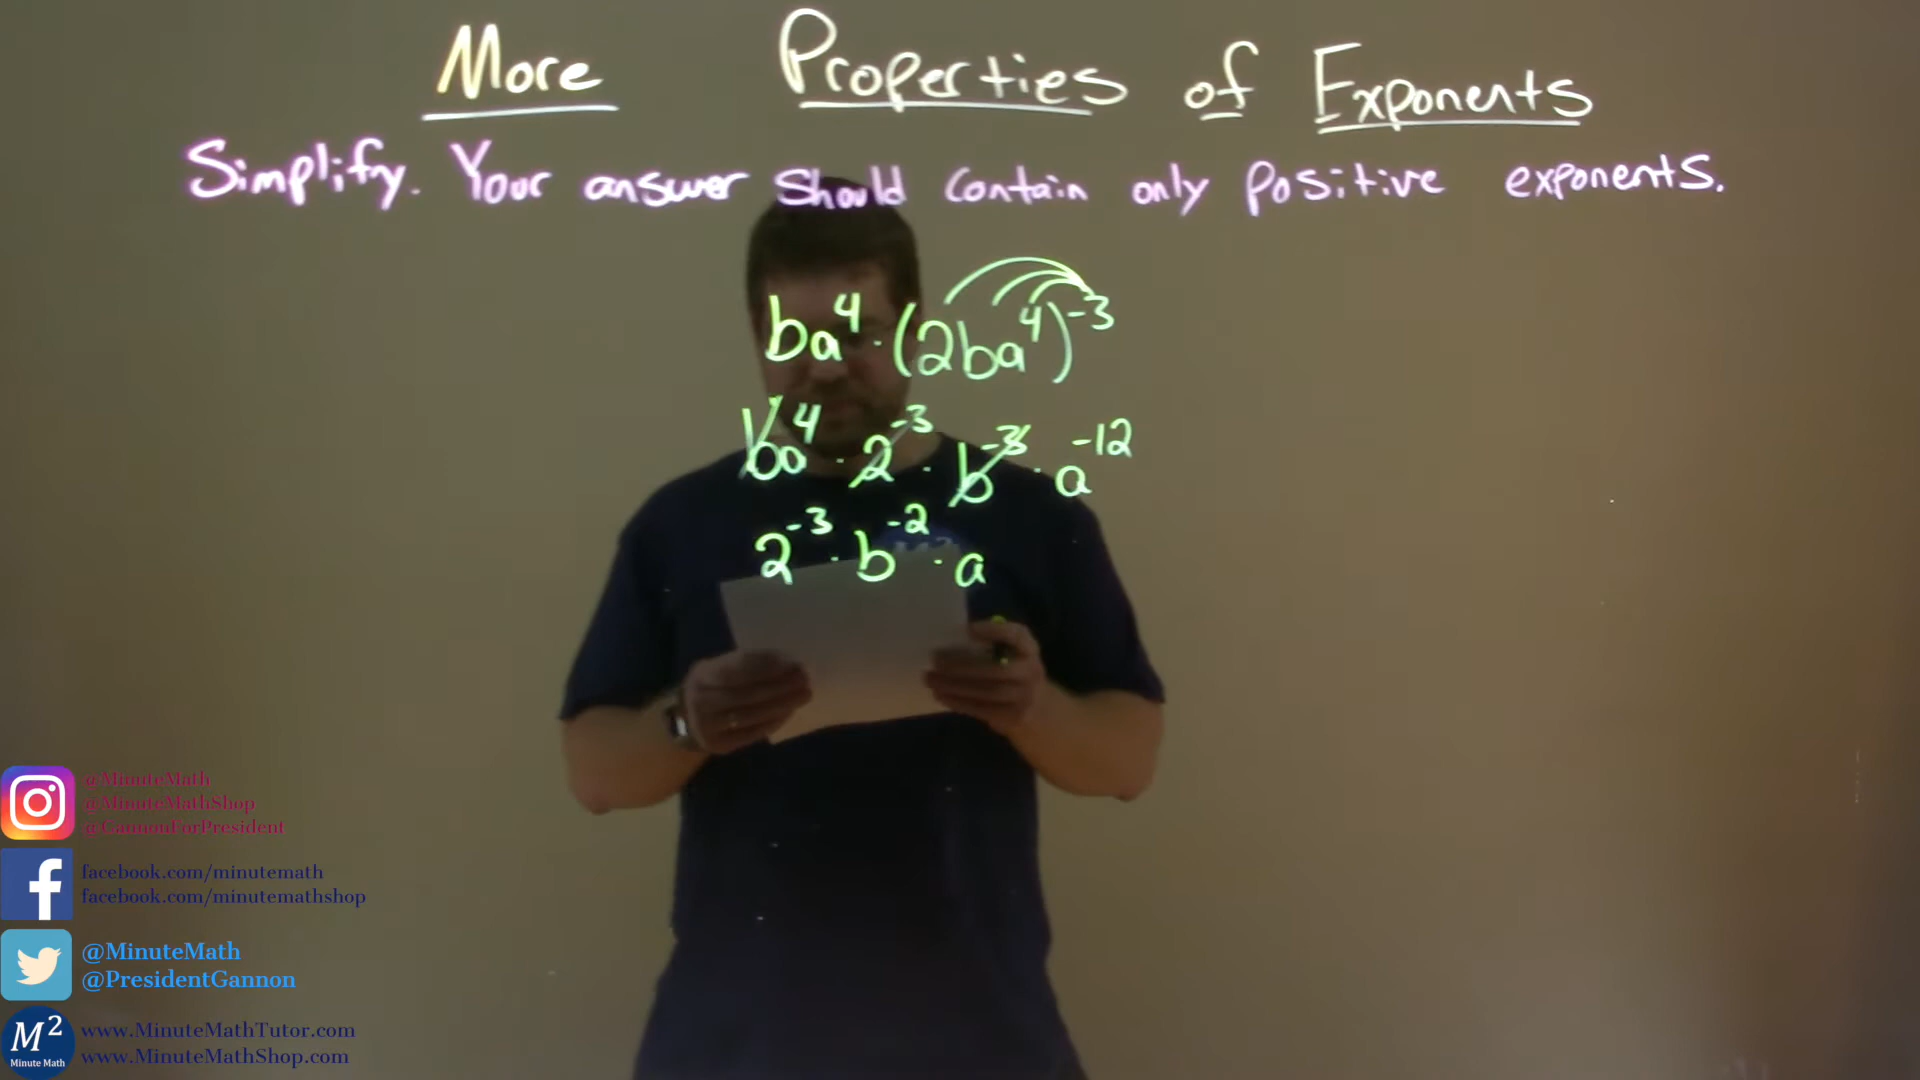 More Properties of Exponents
Simplify. Your answer should contain only positive exponents.
ba⁴ · (2ba⁴)⁻³
ba⁴ · 2⁻³ · b⁻³ · a⁻¹²
2⁻³ · b⁻² · a
@MinuteMath
@MinuteMathShop
@GannonForPresident
facebook.com/minutemath
facebook.com/minutemathshop
@MinuteMath
@PresidentGannon
M²
Minute Math
www.MinuteMathTutor.com
www.MinuteMathShop.com